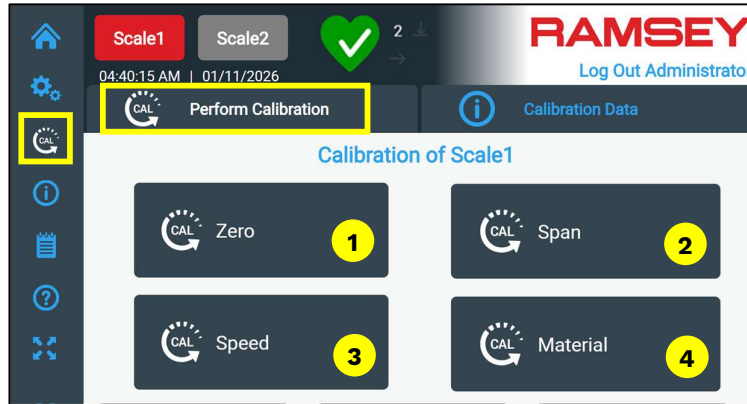 Scale1
Scale2
2
RAMSEY
04:40:15 AM | 01/11/2026
Log Out Administrato
CAL
Perform Calibration
i
Calibration Data
CAL
Calibration of Scale1
CAL
Zero
1
CAL
Span
2
i
?
CAL
Speed
3
CAL
Material
4